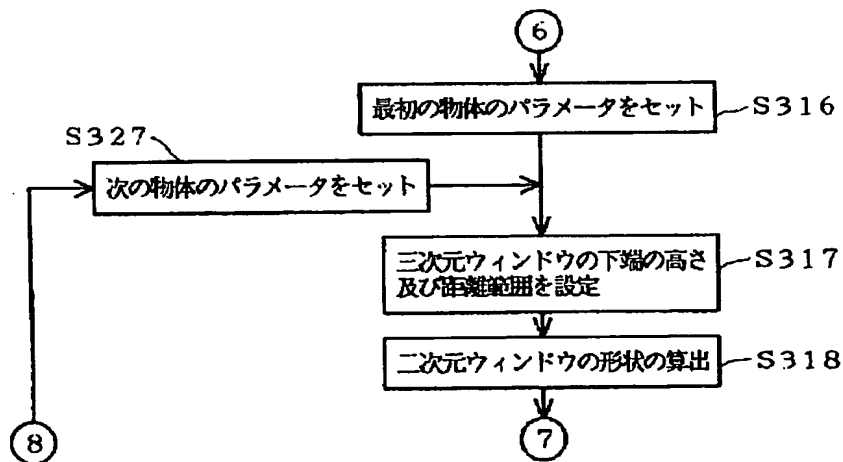 6
最初の物体のパラメータをセット
S316
S327
次の物体のパラメータをセット
三次元ウィンドウの下端の高さ
及び距離範囲を設定
S317
二次元ウィンドウの形状の算出
S318
8
7